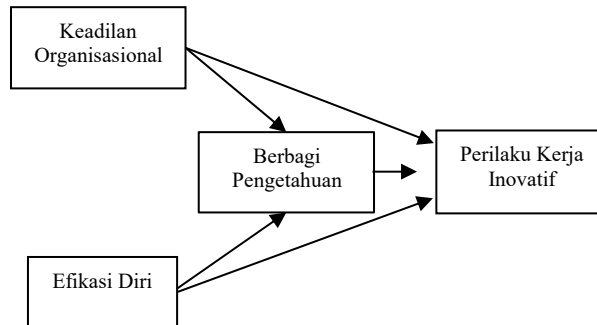 Keadilan
Organisasional
Berbagi
Pengetahuan
Perilaku Kerja
Inovatif
Efikasi Diri